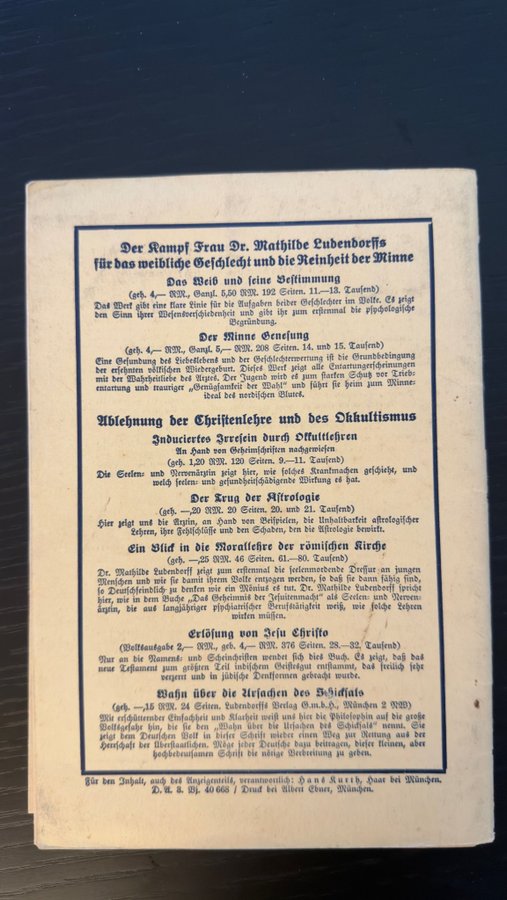 Der Kampf Frau Dr. Mathilde Ludendorffs
für das weibliche Geschlecht und die Reinheit der Minne
Das Weib und seine Bestimmung
(geh. 4,— RM., Ganzl. 5,50 RM. 192 Seiten. 11.—13. Tausend)
Das Werk gibt eine klare Linie für die Aufgaben beider Geschlechter im Volke. Es zeigt
den Sinn ihrer Wesensverschiedenheit und gibt ihr zum erstenmal die psychologische
Begründung.
Der Minne Genesung
(geh. 4,— RM., Ganzl. 5,— RM. 208 Seiten. 14. und 15. Tausend)
Eine Gesundung des Liebeslebens und der Geschlechterwertung ist die Grundbedingung
der ersehnten völkischen Wiedergeburt. Dieses Werk zeigt alle Entartungserscheinungen
mit der Wahrheitliebe des Arztes. Der Jugend wird es zum starken Schutz vor Trieb-
entartung und trauriger „Genügsamkeit der Wahl“ und führt sie heim zum Minne-
ideal des nordischen Blutes.
Ablehnung der Christenlehre und des Okkultismus
Induciertes Irresein durch Okkultlehren
An Hand von Geheimschriften nachgewiesen
(geh. 1,20 RM. 120 Seiten. 9.—11. Tausend)
Die Seelen- und Nervenärztin zeigt hier, wie solches Krankmachen geschieht, und
welch seelen- und gesundheitschädigende Wirkung es hat.
Der Trug der Astrologie
(geh. —,20 RM. 20 Seiten. 20. und 21. Tausend)
Hier zeigt uns die Ärztin, an Hand von Beispielen, die Unhaltbarkeit astrologischer
Lehren, ihre Fehlschlüsse und den Schaden, den die Astrologie bewirkt.
Ein Blick in die Morallehre der römischen Kirche
(geh. —,25 RM. 46 Seiten. 61.—80. Tausend)
Dr. Mathilde Ludendorff zeigt zum erstenmal die seelenmordende Dressur an jungen
Menschen und wie sie damit ihrem Volke entzogen werden, so daß sie dann fähig sind,
so Deutschfeindlich zu denken wie ein Mönius es tut. Dr. Mathilde Ludendorff spricht
hier, wie in dem Buche „Das Geheimnis der Jesuitenmacht“ als Seelen- und Nerven-
ärztin, die aus langjähriger psychiatrischer Berufstätigkeit weiß, wie solche Lehren
wirken müssen.
Erlösung von Jesu Christo
(Volksausgabe 2,— RM., geb. 4,— RM. 376 Seiten. 28.—32. Tausend)
Nur an die Namens- und Scheinchristen wendet sich dies Buch. Es zeigt, daß das
neue Testament zum größten Teil indischem Geistesgut entstammt, das freilich sehr
verzerrt und in jüdische Denkformen gebracht wurde.
Wahn über die Ursachen des Schicksals
(geh. —,15 RM. 24 Seiten. Ludendorffs Verlag G.m.b.H., München 2 NW)
Mit erschütternder Einfachheit und Klarheit weist uns hier die Philosophin auf die große
Volksgefahr hin, die sie den „Wahn über die Ursachen des Schicksals“ nennt. Sie
zeigt dem Deutschen Volk in dieser Schrift wieder einen Weg zur Rettung aus der
Herrschaft der Überstaatlichen. Möge jeder Deutsche dazu beitragen, dieser kleinen, aber
hochbedeutsamen Schrift die nötige Verbreitung zu geben.
Für den Inhalt, auch des Anzeigenteils, verantwortlich: Hans Kurth, Haar bei München.
D. A. 3. Vj. 40 668 / Druck bei Albert Ebner, München.